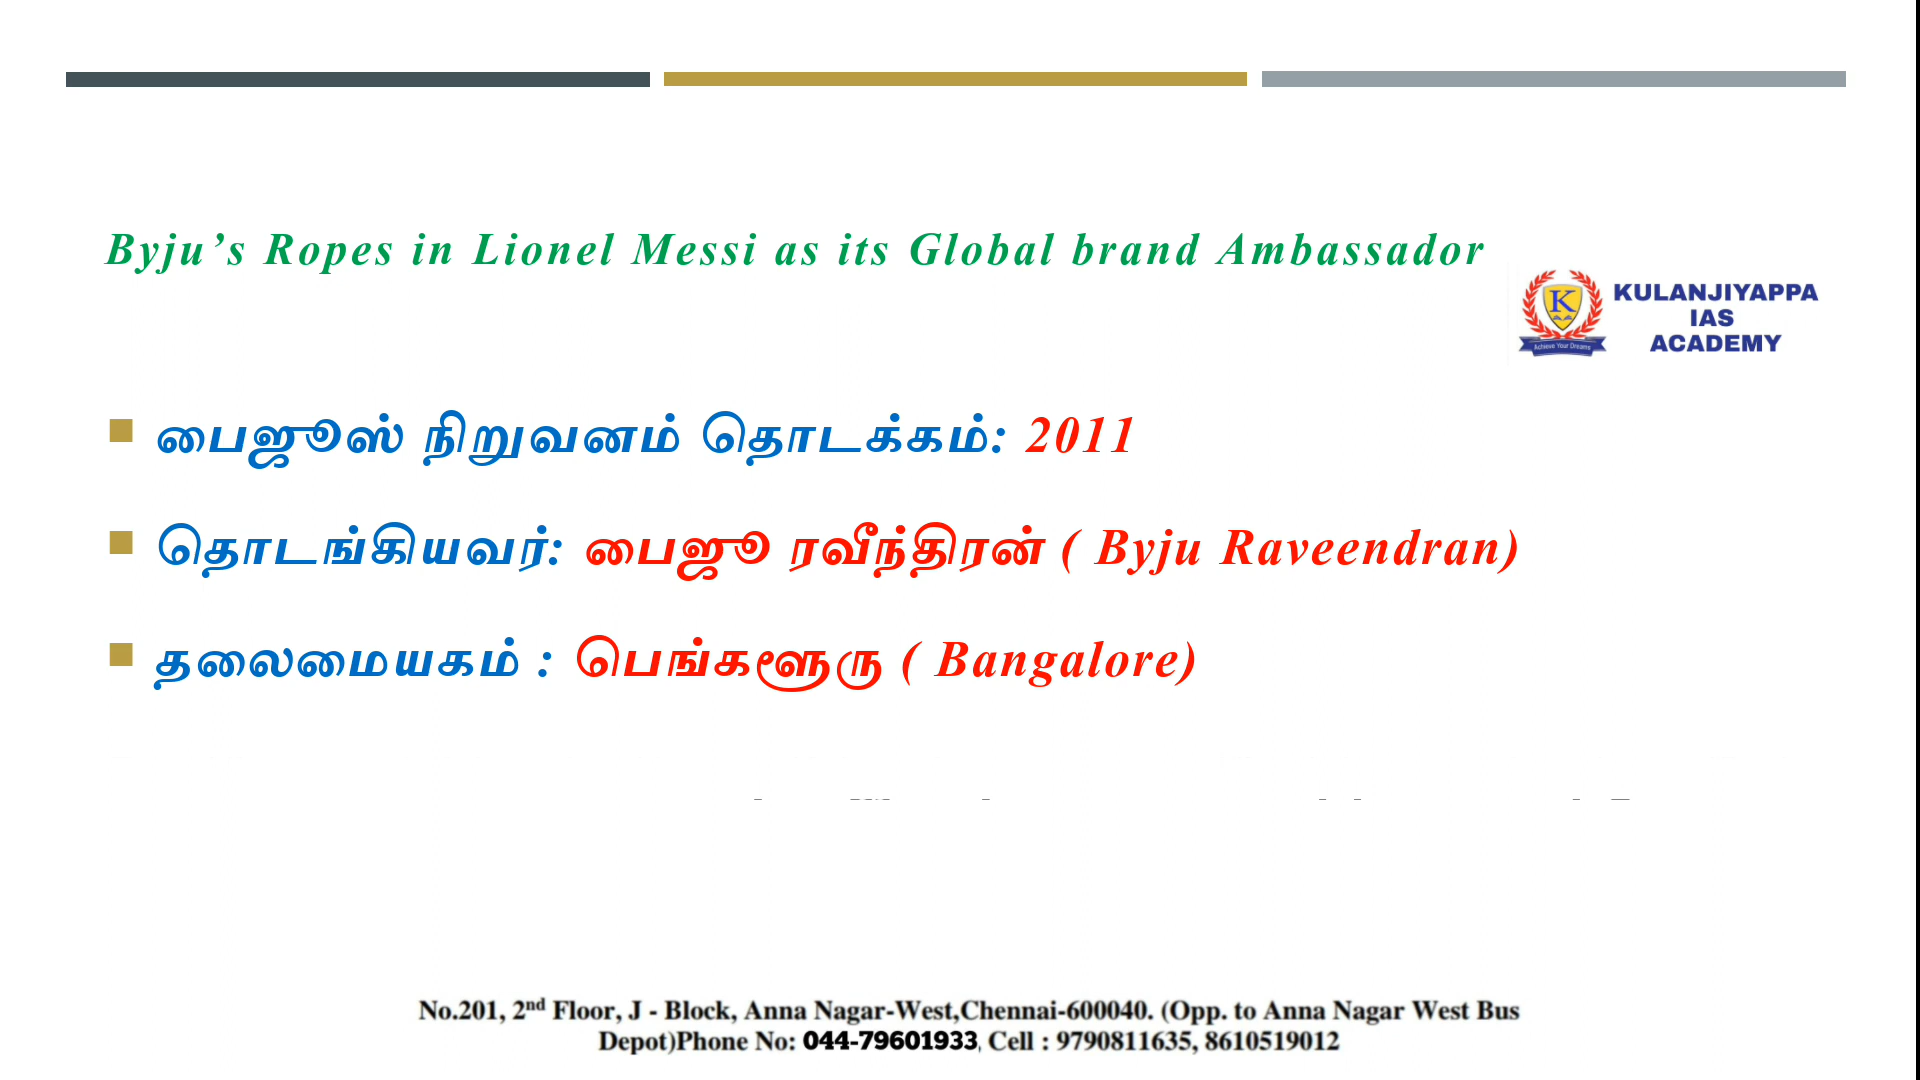 Byju’s Ropes in Lionel Messi as its Global brand Ambassador
K
Achieve Your Dreams
KULANJIYAPPA
IAS
ACADEMY
பைஜூஸ் நிறுவனம் தொடக்கம்: 2011
தொடங்கியவர்: பைஜூ ரவீந்திரன் ( Byju Raveendran)
தலைமையகம் : பெங்களூரு ( Bangalore)
No.201, 2nd Floor, J - Block, Anna Nagar-West,Chennai-600040. (Opp. to Anna Nagar West Bus
Depot)Phone No: 044-79601933, Cell : 9790811635, 8610519012